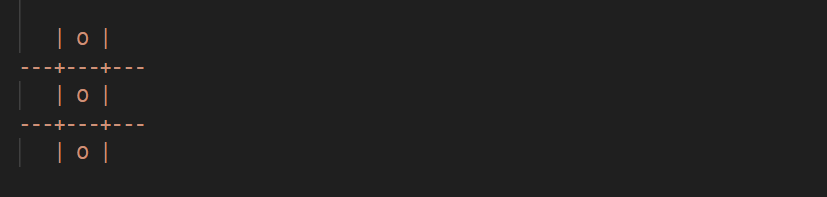 | o |
---+---+---
   | o |
---+---+---
   | o |